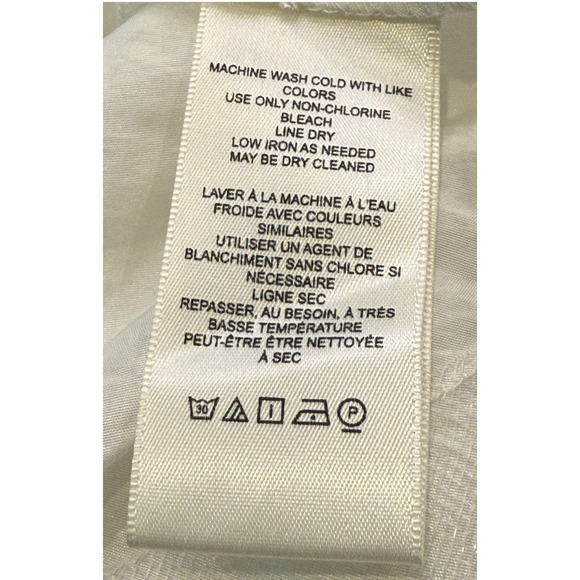 MACHINE WASH COLD WITH LIKE
COLORS
USE ONLY NON-CHLORINE
BLEACH
LINE DRY
LOW IRON AS NEEDED
MAY BE DRY CLEANED
LAVER À LA MACHINE À L'EAU
FROIDE AVEC COULEURS
SIMILAIRES
UTILISER UN AGENT DE
BLANCHIMENT SANS CHLORE SI
NÉCESSAIRE
LIGNE SEC
REPASSER, AU BESOIN, À TRÈS
BASSE TEMPÉRATURE
PEUT-ÊTRE ÊTRE NETTOYÉE
À SEC
30 P